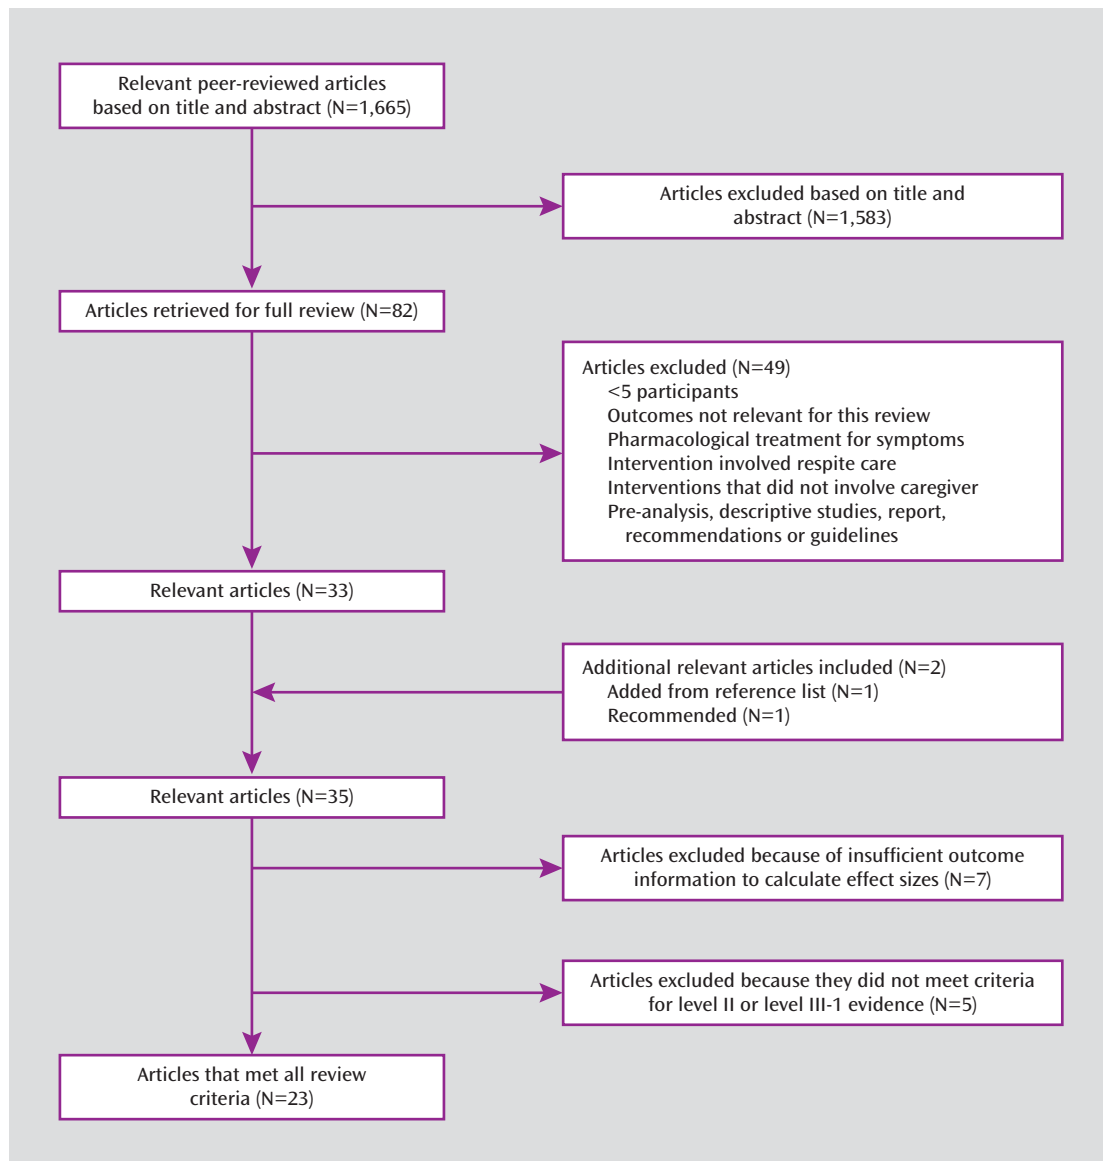 Relevant peer-reviewed articles
based on title and abstract (N=1,665)
Articles excluded based on title and
abstract (N=1,583)
Articles retrieved for full review (N=82)
Articles excluded (N=49)
<5 participants
Outcomes not relevant for this review
Pharmacological treatment for symptoms
Intervention involved respite care
Interventions that did not involve caregiver
Pre-analysis, descriptive studies, report,
recommendations or guidelines
Relevant articles (N=33)
Additional relevant articles included (N=2)
Added from reference list (N=1)
Recommended (N=1)
Relevant articles (N=35)
Articles excluded because of insufficient outcome
information to calculate effect sizes (N=7)
Articles excluded because they did not meet criteria
for level II or level III-1 evidence (N=5)
Articles that met all review
criteria (N=23)